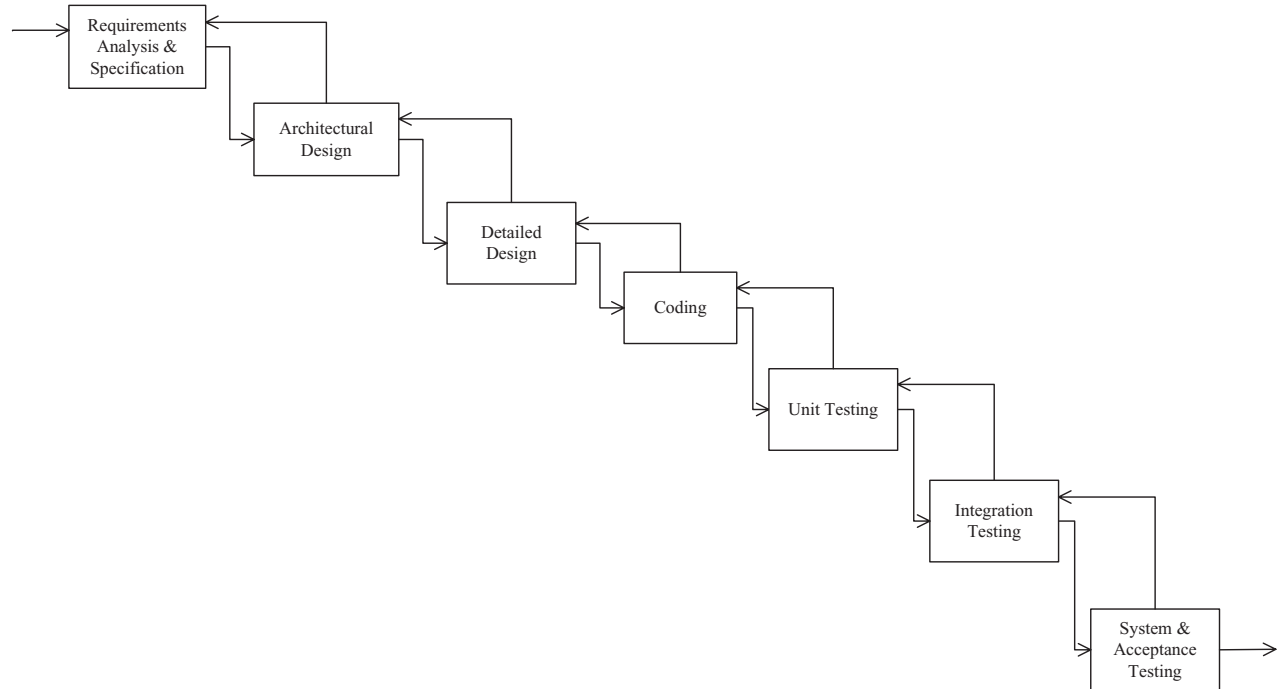 Requirements
Analysis &
Specification
Architectural
Design
Detailed
Design
Coding
Unit Testing
Integration
Testing
System &
Acceptance
Testing